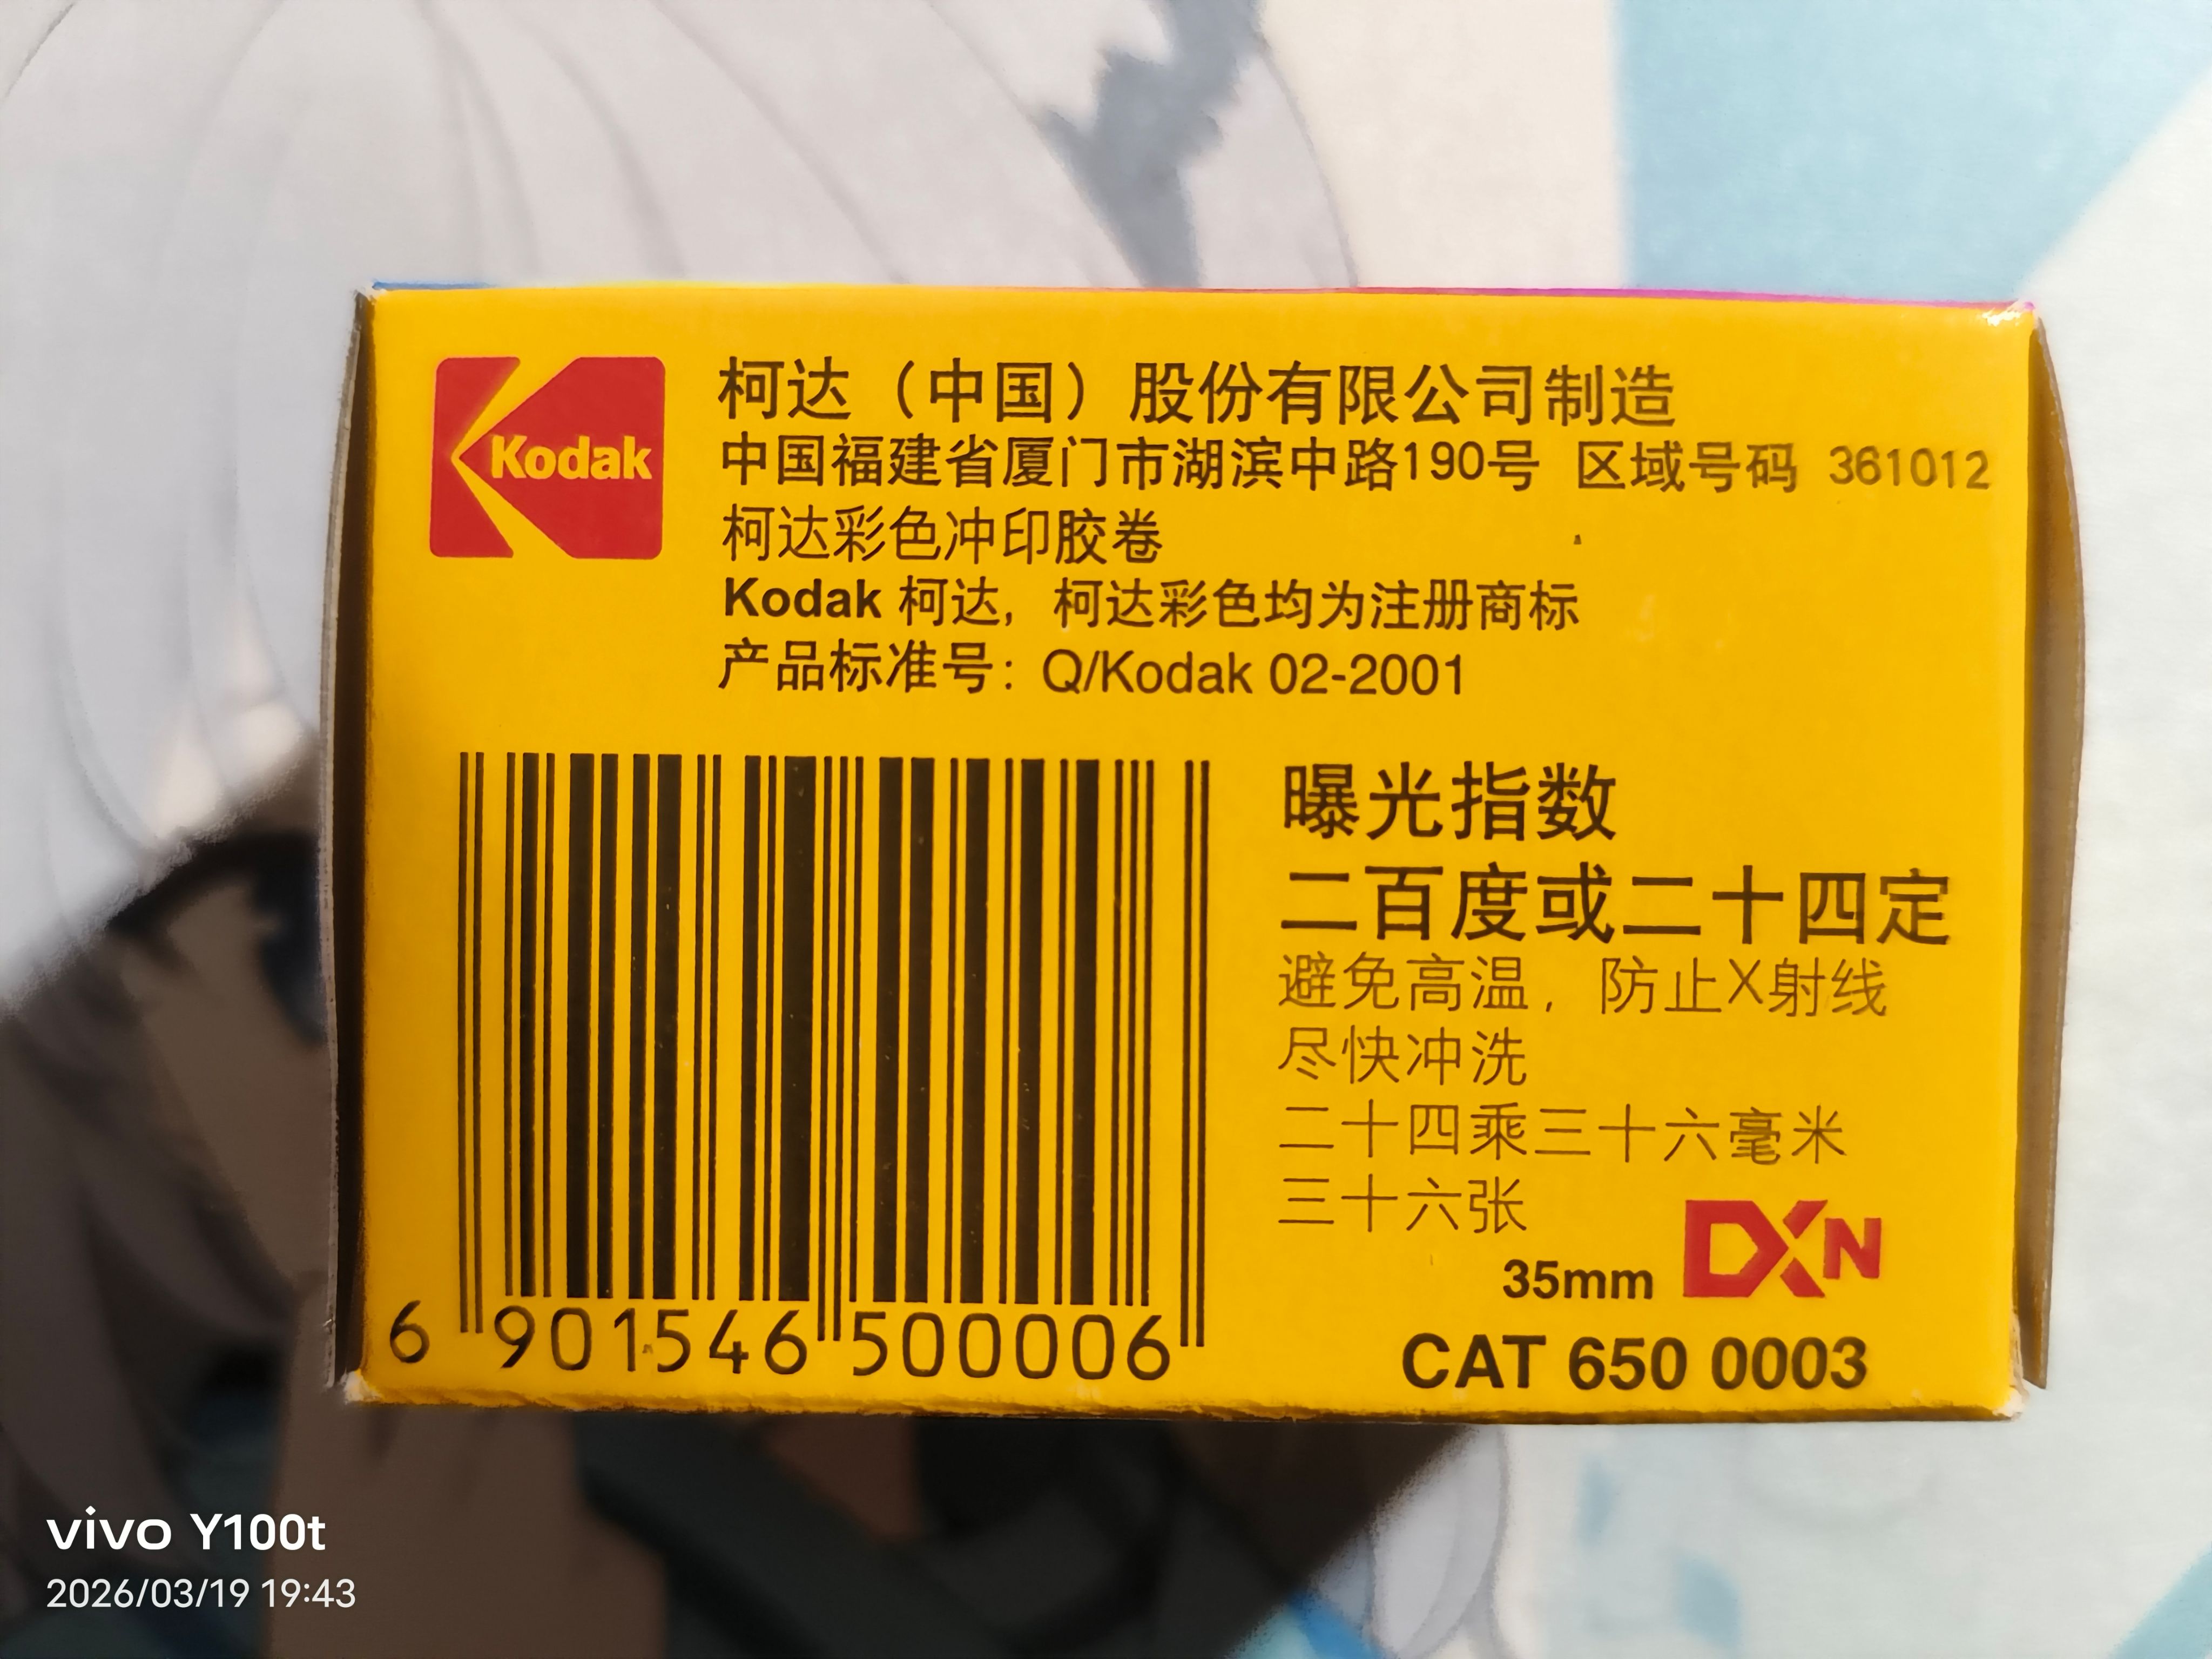 Kodak
柯达（中国）股份有限公司制造
中国福建省厦门市湖滨中路190号 区域号码 361012
柯达彩色冲印胶卷
Kodak 柯达，柯达彩色均为注册商标
产品标准号：Q/Kodak 02-2001
曝光指数
二百度或二十四定
避免高温，防止X射线
尽快冲洗
二十四乘三十六毫米
三十六张
35mm DXN
CAT 650 0003
6 901546 500006
vivo Y100t
2026/03/19 19:43